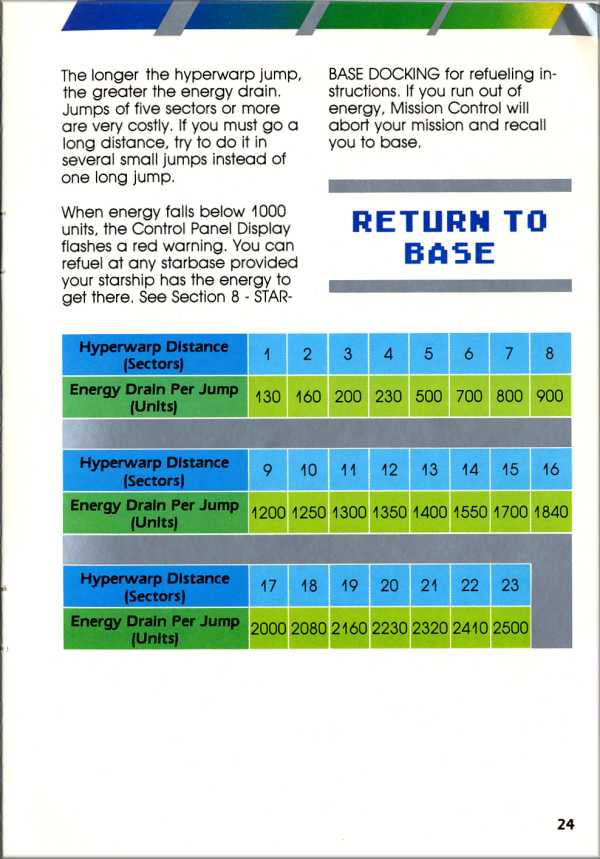 The longer the hyperwarp jump,
the greater the energy drain.
Jumps of five sectors or more
are very costly. If you must go a
long distance, try to do it in
several small jumps instead of
one long jump.
When energy falls below 1000
units, the Control Panel Display
flashes a red warning. You can
refuel at any starbase provided
your starship has the energy to
get there. See Section 8 - STAR-
BASE DOCKING for refueling in-
structions. If you run out of
energy, Mission Control will
abort your mission and recall
you to base.
RETURN TO
BASE
Hyperwarp Distance
(Sectors)
1 2 3 4 5 6 7 8
Energy Drain Per Jump
(Units)
130 160 200 230 500 700 800 900
Hyperwarp Distance
(Sectors)
9 10 11 12 13 14 15 16
Energy Drain Per Jump
(Units)
1200 1250 1300 1350 1400 1550 1700 1840
Hyperwarp Distance
(Sectors)
17 18 19 20 21 22 23
Energy Drain Per Jump
(Units)
2000 2080 2160 2230 2320 2410 2500
24